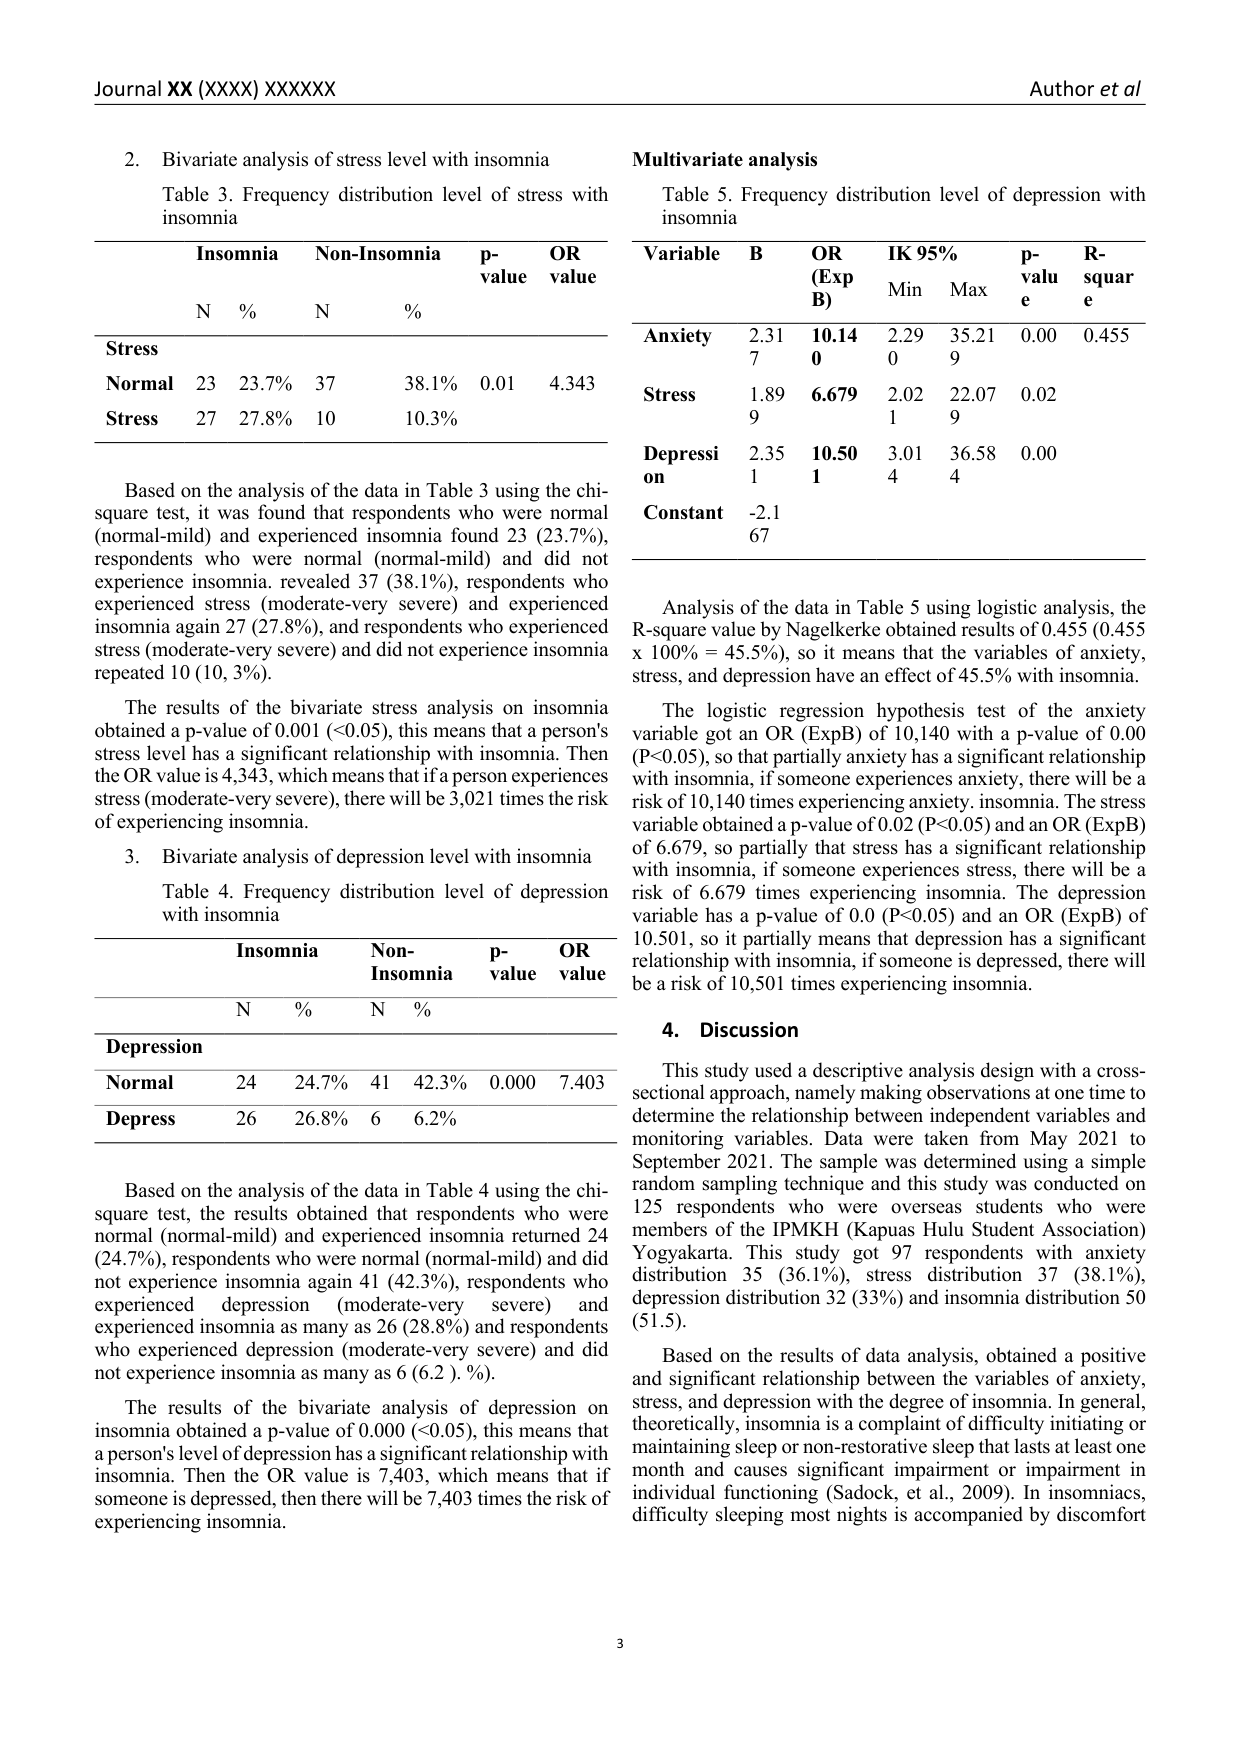 Journal XX (XXXX) XXXXXX Author et al
2. Bivariate analysis of stress level with insomnia
Table 3. Frequency distribution level of stress with
insomnia
Insomnia Non-Insomnia p- OR
value value
N % N %
Stress
Normal 23 23.7% 37 38.1% 0.01 4.343
Stress 27 27.8% 10 10.3%
Based on the analysis of the data in Table 3 using the chi-
square test, it was found that respondents who were normal
(normal-mild) and experienced insomnia found 23 (23.7%),
respondents who were normal (normal-mild) and did not
experience insomnia. revealed 37 (38.1%), respondents who
experienced stress (moderate-very severe) and experienced
insomnia again 27 (27.8%), and respondents who experienced
stress (moderate-very severe) and did not experience insomnia
repeated 10 (10, 3%).
The results of the bivariate stress analysis on insomnia
obtained a p-value of 0.001 (<0.05), this means that a person's
stress level has a significant relationship with insomnia. Then
the OR value is 4,343, which means that if a person experiences
stress (moderate-very severe), there will be 3,021 times the risk
of experiencing insomnia.
3. Bivariate analysis of depression level with insomnia
Table 4. Frequency distribution level of depression
with insomnia
Insomnia Non- p- OR
Insomnia value value
N % N %
Depression
Normal 24 24.7% 41 42.3% 0.000 7.403
Depress 26 26.8% 6 6.2%
Based on the analysis of the data in Table 4 using the chi-
square test, the results obtained that respondents who were
normal (normal-mild) and experienced insomnia returned 24
(24.7%), respondents who were normal (normal-mild) and did
not experience insomnia again 41 (42.3%), respondents who
experienced depression (moderate-very severe) and
experienced insomnia as many as 26 (28.8%) and respondents
who experienced depression (moderate-very severe) and did
not experience insomnia as many as 6 (6.2 ). %).
The results of the bivariate analysis of depression on
insomnia obtained a p-value of 0.000 (<0.05), this means that
a person's level of depression has a significant relationship with
insomnia. Then the OR value is 7,403, which means that if
someone is depressed, then there will be 7,403 times the risk of
experiencing insomnia.
Multivariate analysis
Table 5. Frequency distribution level of depression with
insomnia
Variable B OR IK 95% p- R-
(Exp valu squar
B) Min Max e e
Anxiety 2.31 10.14 2.29 35.21 0.00 0.455
7 0 0 9
Stress 1.89 6.679 2.02 22.07 0.02
9 1 9
Depressi 2.35 10.50 3.01 36.58 0.00
on 1 1 4 4
Constant -2.1
67
Analysis of the data in Table 5 using logistic analysis, the
R-square value by Nagelkerke obtained results of 0.455 (0.455
x 100% = 45.5%), so it means that the variables of anxiety,
stress, and depression have an effect of 45.5% with insomnia.
The logistic regression hypothesis test of the anxiety
variable got an OR (ExpB) of 10,140 with a p-value of 0.00
(P<0.05), so that partially anxiety has a significant relationship
with insomnia, if someone experiences anxiety, there will be a
risk of 10,140 times experiencing anxiety. insomnia. The stress
variable obtained a p-value of 0.02 (P<0.05) and an OR (ExpB)
of 6.679, so partially that stress has a significant relationship
with insomnia, if someone experiences stress, there will be a
risk of 6.679 times experiencing insomnia. The depression
variable has a p-value of 0.0 (P<0.05) and an OR (ExpB) of
10.501, so it partially means that depression has a significant
relationship with insomnia, if someone is depressed, there will
be a risk of 10,501 times experiencing insomnia.
4. Discussion
This study used a descriptive analysis design with a cross-
sectional approach, namely making observations at one time to
determine the relationship between independent variables and
monitoring variables. Data were taken from May 2021 to
September 2021. The sample was determined using a simple
random sampling technique and this study was conducted on
125 respondents who were overseas students who were
members of the IPMKH (Kapuas Hulu Student Association)
Yogyakarta. This study got 97 respondents with anxiety
distribution 35 (36.1%), stress distribution 37 (38.1%),
depression distribution 32 (33%) and insomnia distribution 50
(51.5).
Based on the results of data analysis, obtained a positive
and significant relationship between the variables of anxiety,
stress, and depression with the degree of insomnia. In general,
theoretically, insomnia is a complaint of difficulty initiating or
maintaining sleep or non-restorative sleep that lasts at least one
month and causes significant impairment or impairment in
individual functioning (Sadock, et al., 2009). In insomniacs,
difficulty sleeping most nights is accompanied by discomfort
3